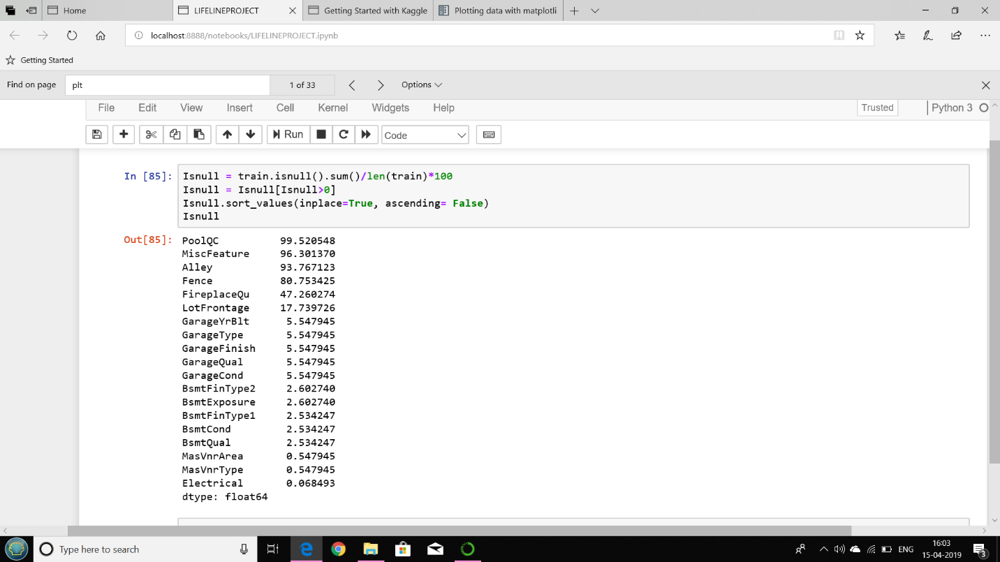 Home
LIFELINEPROJECT
Getting Started with Kaggle
Plotting data with matplotli
localhost:8888/notebooks/LIFELINEPROJECT.ipynb
Getting Started
Find on page
plt
1 of 33
Options
File Edit View Insert Cell Kernel Widgets Help
Trusted
Python 3
Run
Code
In [85]:
Isnull = train.isnull().sum()/len(train)*100
Isnull = Isnull[Isnull>0]
Isnull.sort_values(inplace=True, ascending= False)
Isnull
Out[85]:
PoolQC 99.520548
MiscFeature 96.301370
Alley 93.767123
Fence 80.753425
FireplaceQu 47.260274
LotFrontage 17.739726
GarageYrBlt 5.547945
GarageType 5.547945
GarageFinish 5.547945
GarageQual 5.547945
GarageCond 5.547945
BsmtFinType2 2.602740
BsmtExposure 2.602740
BsmtFinType1 2.534247
BsmtCond 2.534247
BsmtQual 2.534247
MasVnrArea 0.547945
MasVnrType 0.547945
Electrical 0.068493
dtype: float64
Type here to search
ENG
16:03
15-04-2019
3